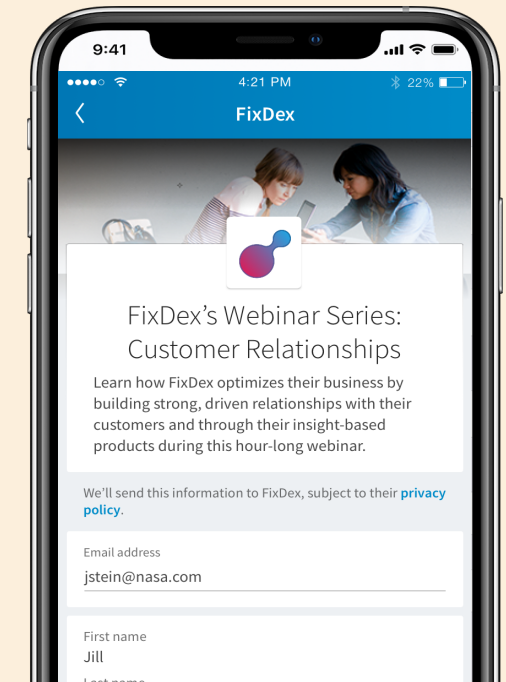 9:41
4:21 PM
22%
FixDex
FixDex’s Webinar Series:
Customer Relationships
Learn how FixDex optimizes their business by
building strong, driven relationships with their
customers and through their insight-based
products during this hour-long webinar.
We’ll send this information to FixDex, subject to their privacy
policy.
Email address
jstein@nasa.com
First name
Jill
Last name